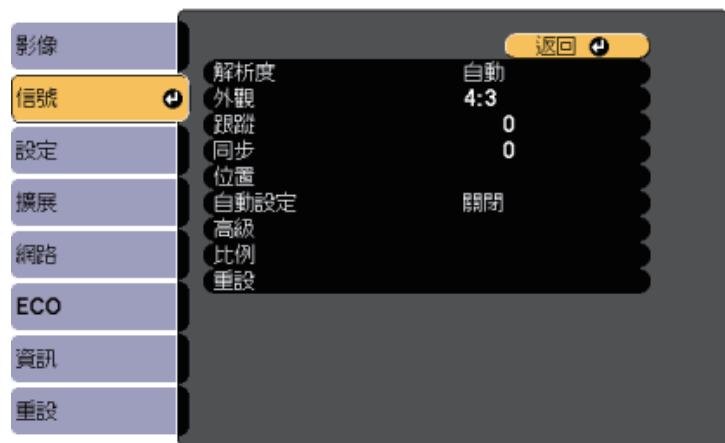 影像
信號
設定
擴展
網路
ECO
資訊
重設
返回
解析度 自動
外觀 4:3
跟蹤 0
同步 0
位置
自動設定 關閉
高級
比例
重設